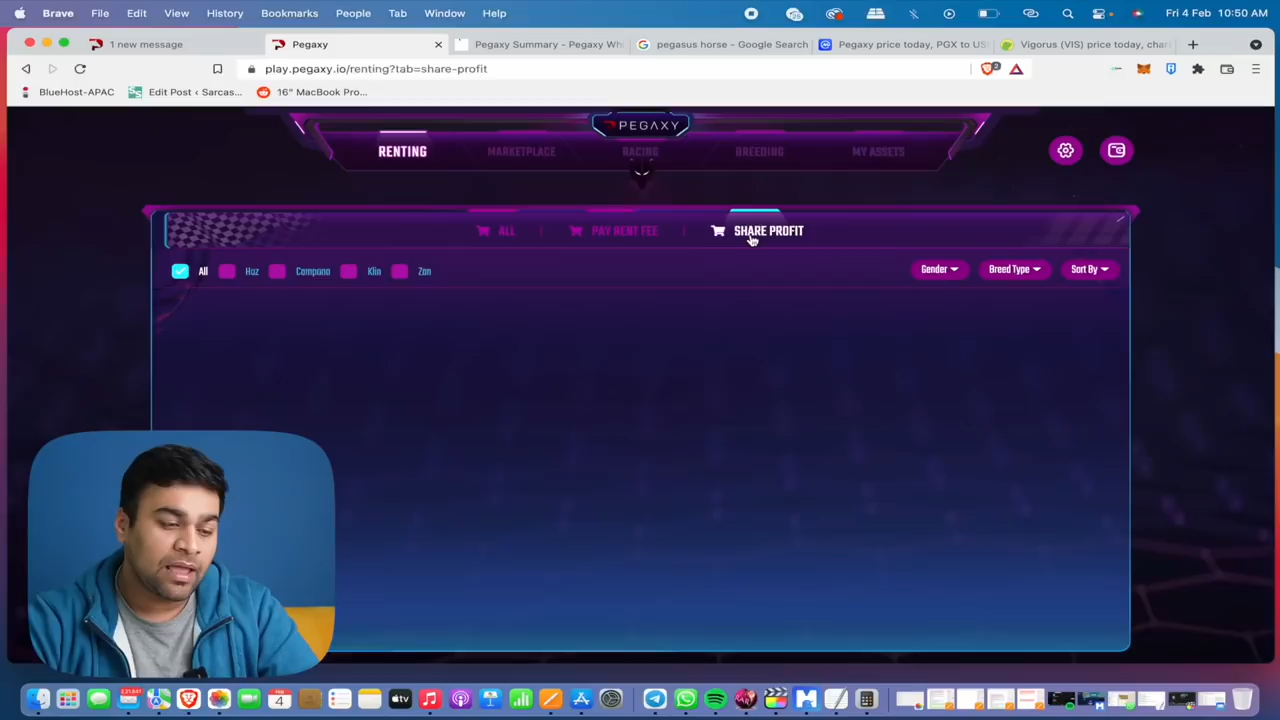 Brave File Edit View History Bookmarks People Tab Window Help Fri 4 Feb 10:50 AM
1 new message Pegaxy Pegaxy Summary - Pegaxy Wh pegasus horse - Google Search Pegaxy price today, PGX to US Vigorus (VIS) price today, char
play.pegaxy.io/renting?tab=share-profit 2
BlueHost-APAC Edit Post ‹ Sarcas... 16" MacBook Pro...
PEGAXY
RENTING MARKETPLACE RACING BREEDING MY ASSETS
ALL PAY RENT FEE SHARE PROFIT
All Hoz Campona Klin Zan Gender Breed Type Sort By
FEB
4
tv